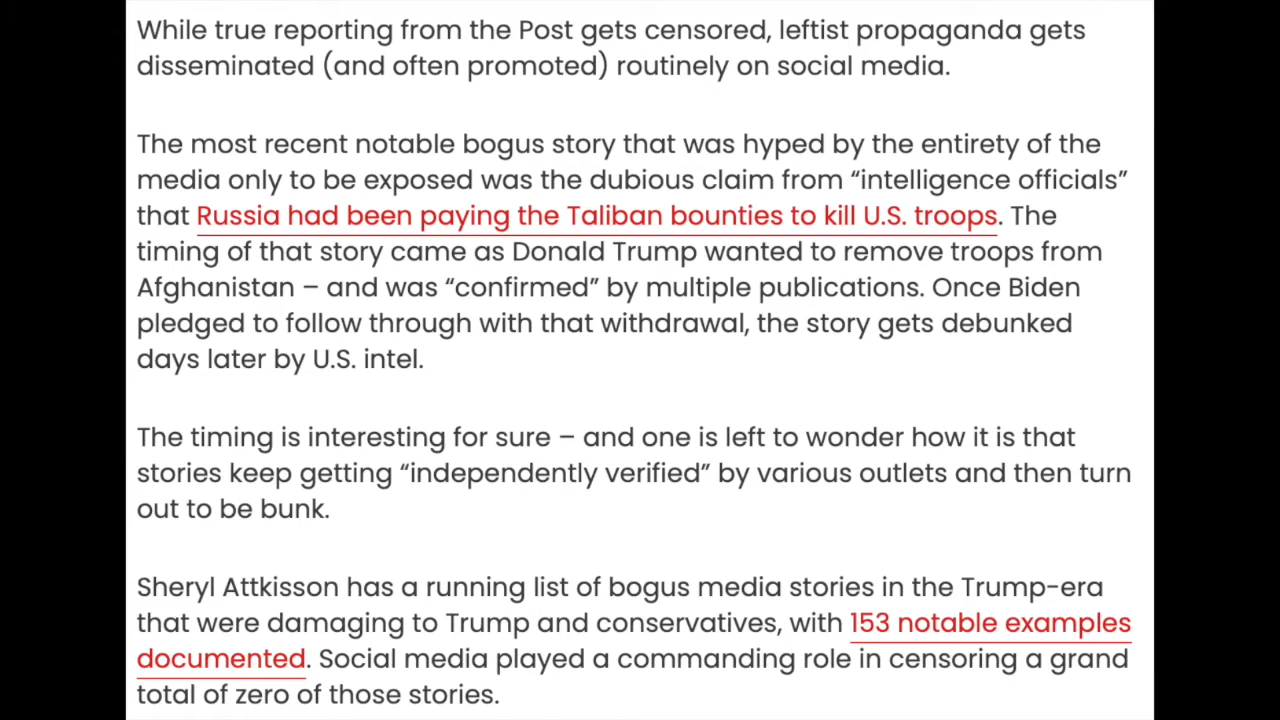 While true reporting from the Post gets censored, leftist propaganda gets
disseminated (and often promoted) routinely on social media.
The most recent notable bogus story that was hyped by the entirety of the
media only to be exposed was the dubious claim from “intelligence officials”
that Russia had been paying the Taliban bounties to kill U.S. troops. The
timing of that story came as Donald Trump wanted to remove troops from
Afghanistan – and was “confirmed” by multiple publications. Once Biden
pledged to follow through with that withdrawal, the story gets debunked
days later by U.S. intel.
The timing is interesting for sure – and one is left to wonder how it is that
stories keep getting “independently verified” by various outlets and then turn
out to be bunk.
Sheryl Attkisson has a running list of bogus media stories in the Trump-era
that were damaging to Trump and conservatives, with 153 notable examples
documented. Social media played a commanding role in censoring a grand
total of zero of those stories.